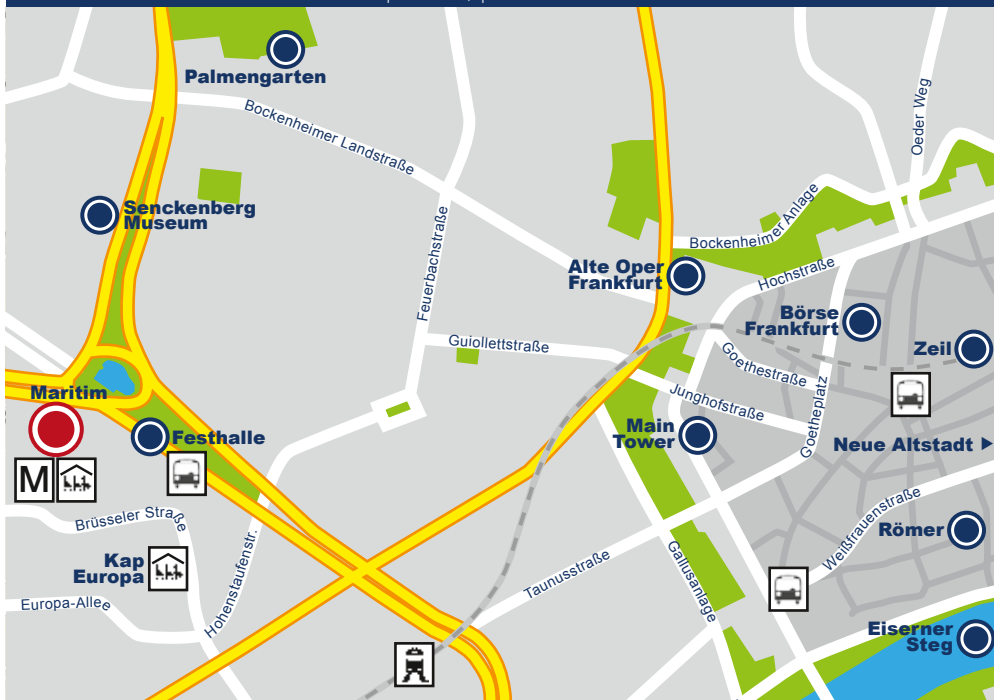 Palmengarten
Bockenheimer Landstraße
Oeder Weg
Senckenberg
Museum
Feuerbachstraße
Bockenheimer Anlage
Alte Oper
Frankfurt
Hochstraße
Börse
Frankfurt
Zeil
Guiollettstraße
Goethestraße
Junghofstraße
Goetheplatz
Maritim
Festhalle
Main
Tower
Neue Altstadt
M
Brüsseler Straße
Weißfrauenstraße
Römer
Kap
Europa
Hohenstaufenstr.
Taunusstraße
Gallusanlage
Europa-Allee
Eiserner
Steg